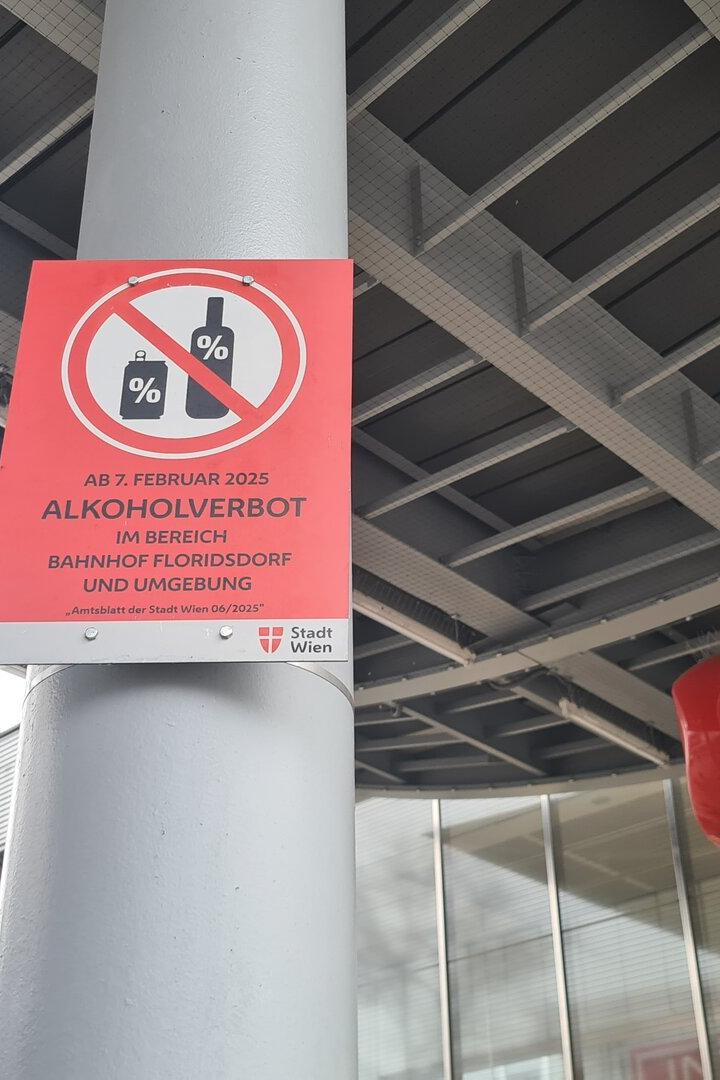 %
%
AB 7. FEBRUAR 2025
ALKOHOLVERBOT
IM BEREICH
BAHNHOF FLORIDSDORF
UND UMGEBUNG
„Amtsblatt der Stadt Wien 06/2025"
Stadt
Wien